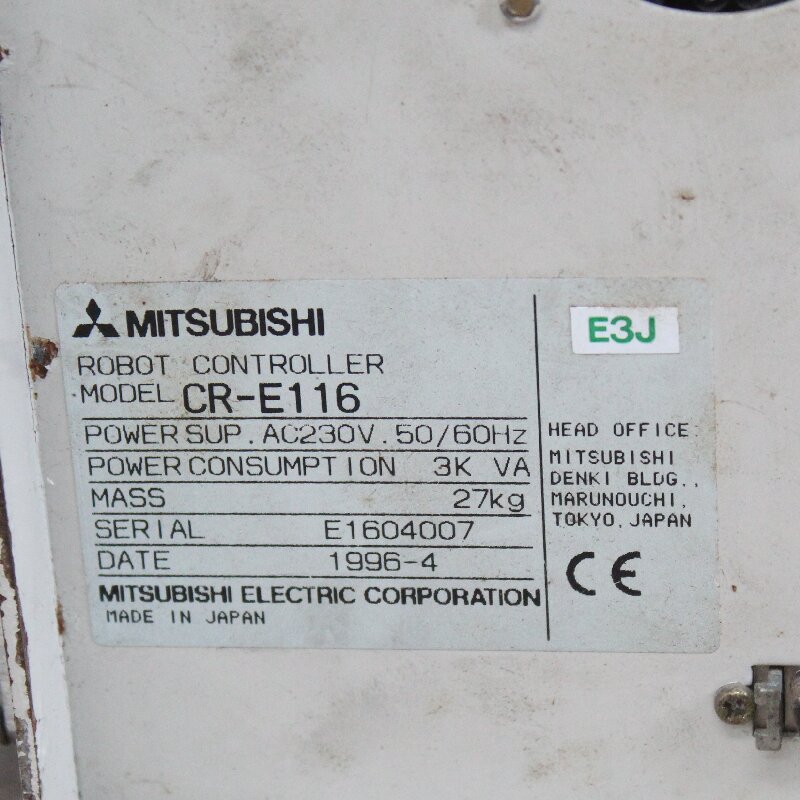 MITSUBISHI
ROBOT CONTROLLER
MODEL CR-E116
POWER SUP. AC230V. 50/60Hz
POWER CONSUMPTION 3K VA
MASS 27kg
SERIAL E1604007
DATE 1996-4
MITSUBISHI ELECTRIC CORPORATION
MADE IN JAPAN
E3J
HEAD OFFICE:
MITSUBISHI
DENKI BLDG.,
MARUNOUCHI,
TOKYO, JAPAN
CE